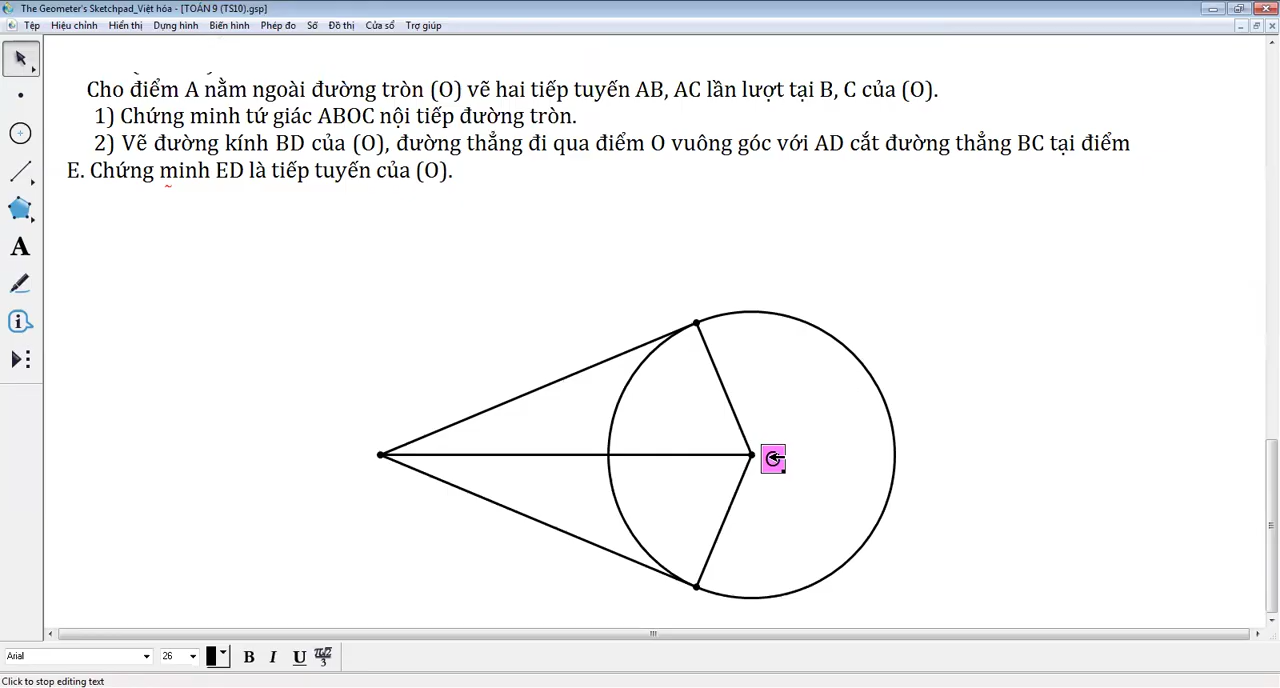 The Geometer's Sketchpad_Việt hóa - [TOÁN 9 (TS10).gsp]
Tệp Hiệu chỉnh Hiển thị Dựng hình Biến hình Phép đo Số Đồ thị Cửa sổ Trợ giúp
Cho điểm A nằm ngoài đường tròn (O) vẽ hai tiếp tuyến AB, AC lần lượt tại B, C của (O).
1) Chứng minh tứ giác ABOC nội tiếp đường tròn.
2) Vẽ đường kính BD của (O), đường thẳng đi qua điểm O vuông góc với AD cắt đường thẳng BC tại điểm
E. Chứng minh ED là tiếp tuyến của (O).
A
Arial 26 B I U
Click to stop editing text